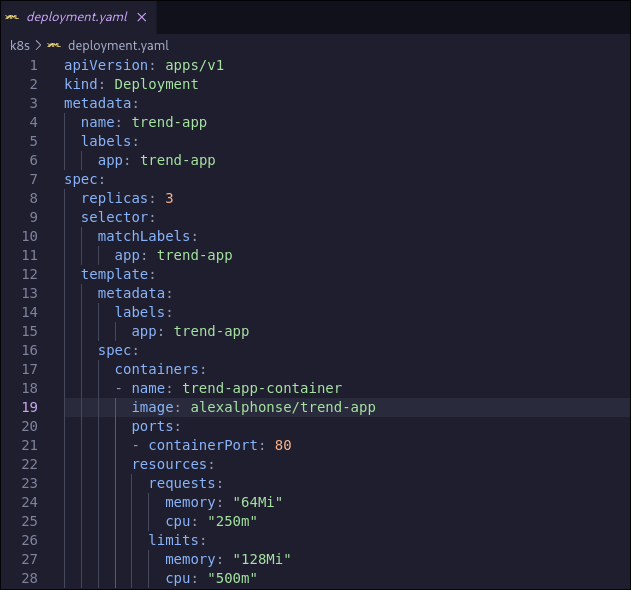 deployment.yaml
k8s > deployment.yaml
1 apiVersion: apps/v1
2 kind: Deployment
3 metadata:
4   name: trend-app
5   labels:
6     app: trend-app
7 spec:
8   replicas: 3
9   selector:
10     matchLabels:
11       app: trend-app
12   template:
13     metadata:
14       labels:
15         app: trend-app
16     spec:
17       containers:
18       - name: trend-app-container
19         image: alexalphonse/trend-app
20         ports:
21         - containerPort: 80
22         resources:
23           requests:
24             memory: "64Mi"
25             cpu: "250m"
26           limits:
27             memory: "128Mi"
28             cpu: "500m"